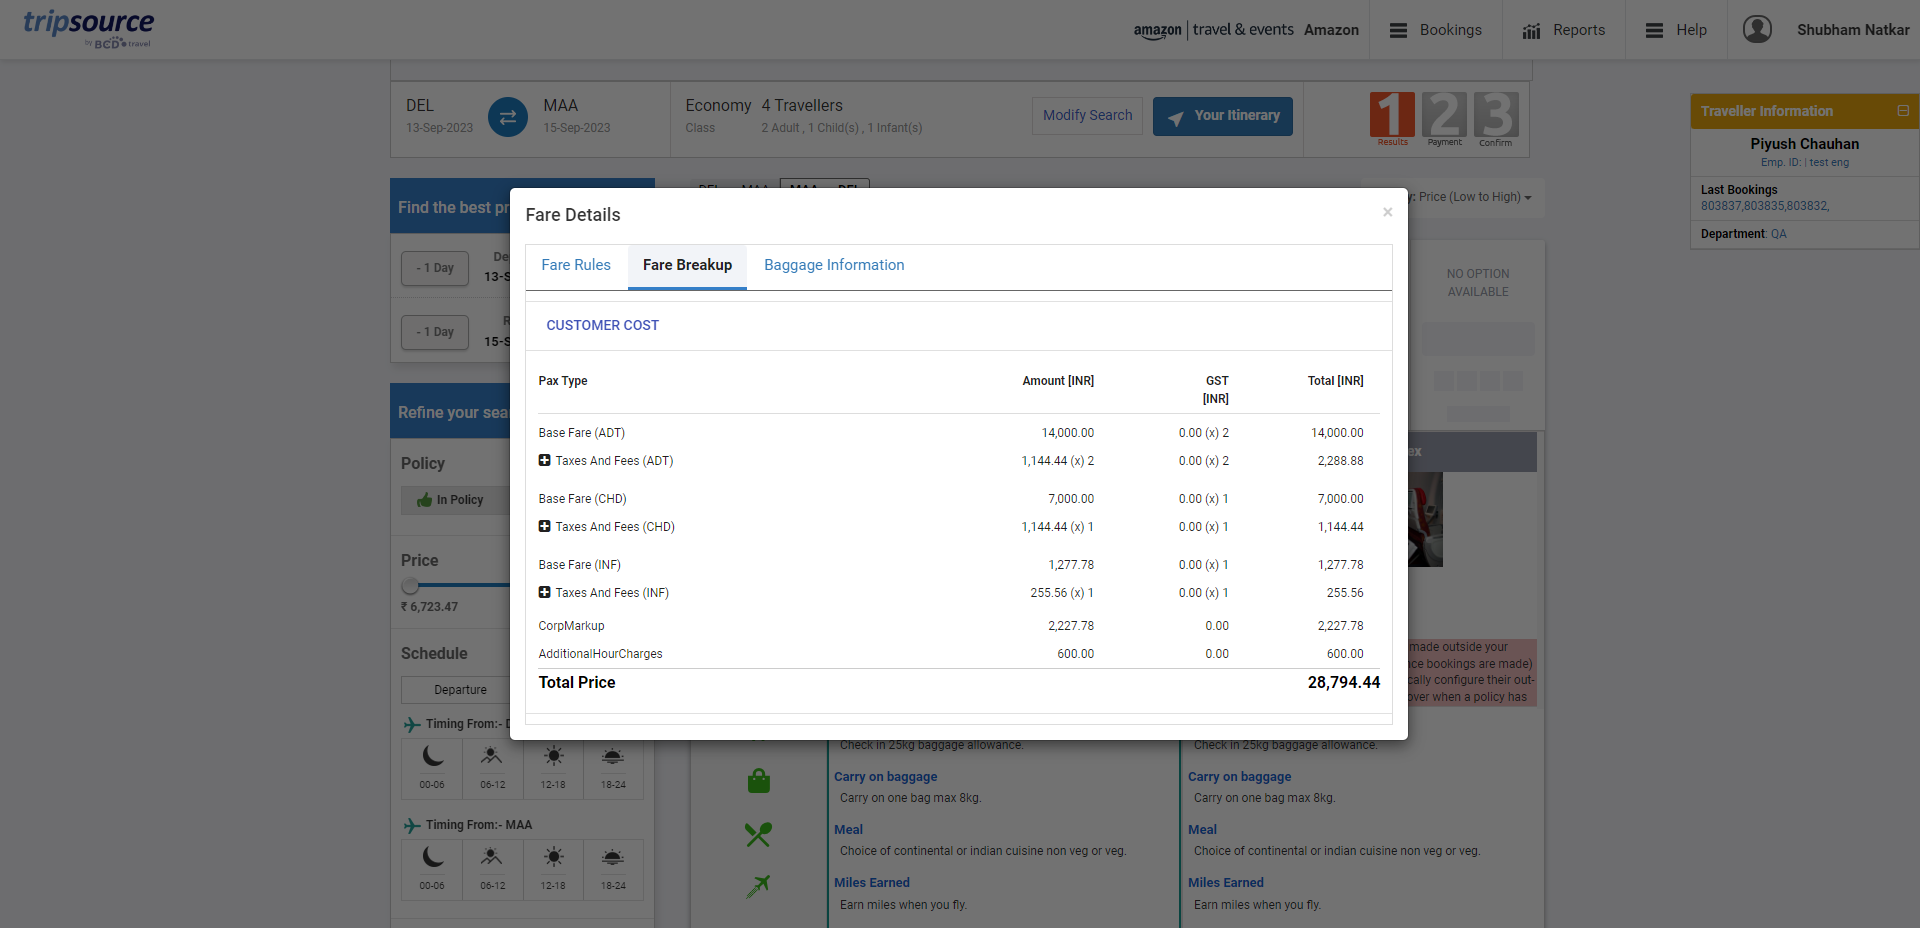 tripsource
by BCD travel
amazon | travel & events Amazon
Bookings
Reports
Help
Shubham Natkar
DEL
13-Sep-2023
MAA
15-Sep-2023
Economy
Class
4 Travellers
2 Adult , 1 Child(s) , 1 Infant(s)
Modify Search
Your Itinerary
1 2 3
Results Payment Confirm
Traveller Information
Piyush Chauhan
Emp. ID: | test eng
Last Bookings
803837,803835,803832,
Department: QA
Find the best pr
- 1 Day
De
13-S
- 1 Day
R
15-S
Refine your sea
Policy
In Policy
Price
₹ 6,723.47
Schedule
Departure
Timing From:- D
00-06 06-12 12-18 18-24
Timing From:- MAA
00-06 06-12 12-18 18-24
y: Price (Low to High)
NO OPTION
AVAILABLE
ex
Fare Details
×
Fare Rules Fare Breakup Baggage Information
CUSTOMER COST
Pax Type Amount [INR] GST [INR] Total [INR]
Base Fare (ADT) 14,000.00 0.00 (x) 2 14,000.00
Taxes And Fees (ADT) 1,144.44 (x) 2 0.00 (x) 2 2,288.88
Base Fare (CHD) 7,000.00 0.00 (x) 1 7,000.00
Taxes And Fees (CHD) 1,144.44 (x) 1 0.00 (x) 1 1,144.44
Base Fare (INF) 1,277.78 0.00 (x) 1 1,277.78
Taxes And Fees (INF) 255.56 (x) 1 0.00 (x) 1 255.56
CorpMarkup 2,227.78 0.00 2,227.78
AdditionalHourCharges 600.00 0.00 600.00
Total Price 28,794.44
made outside your
nce bookings are made)
cally configure their out-
over when a policy has
Check in 25kg baggage allowance.
Check in 25kg baggage allowance.
Carry on baggage
Carry on one bag max 8kg.
Carry on baggage
Carry on one bag max 8kg.
Meal
Choice of continental or indian cuisine non veg or veg.
Meal
Choice of continental or indian cuisine non veg or veg.
Miles Earned
Earn miles when you fly.
Miles Earned
Earn miles when you fly.